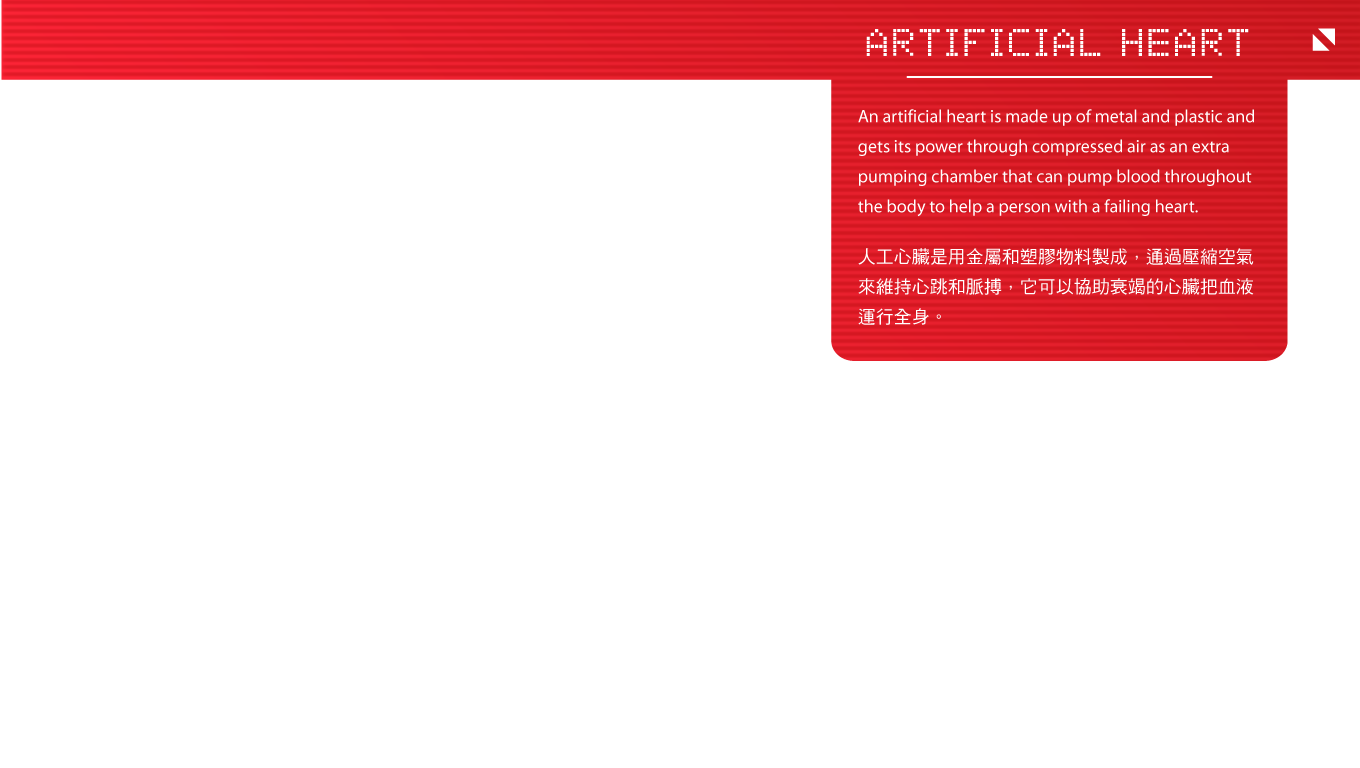 ARTIFICIAL HEART
An artificial heart is made up of metal and plastic and
gets its power through compressed air as an extra
pumping chamber that can pump blood throughout
the body to help a person with a failing heart.
人工心臟是用金屬和塑膠物料製成，通過壓縮空氣
來維持心跳和脈搏，它可以協助衰竭的心臟把血液
運行全身。